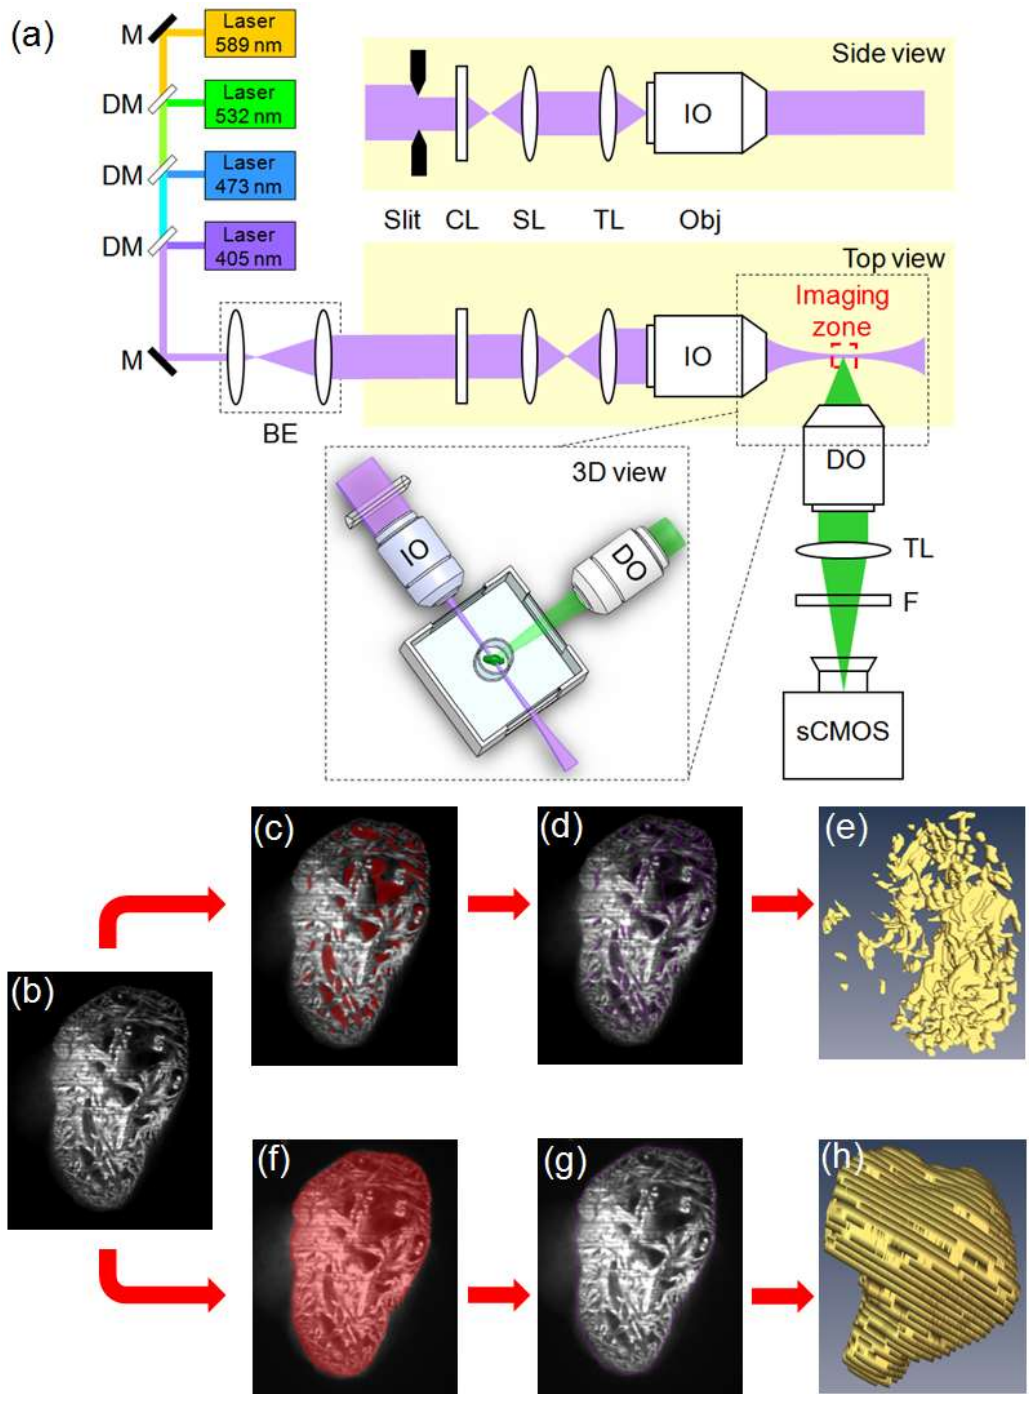 (a)
M
Laser
589 nm
DM
Laser
532 nm
DM
Laser
473 nm
DM
Laser
405 nm
M
BE
Side view
IO
Slit CL SL TL Obj
Top view
Imaging
zone
IO
DO
TL
F
sCMOS
3D view
IO
DO
(b)
(c)
(d)
(e)
(f)
(g)
(h)